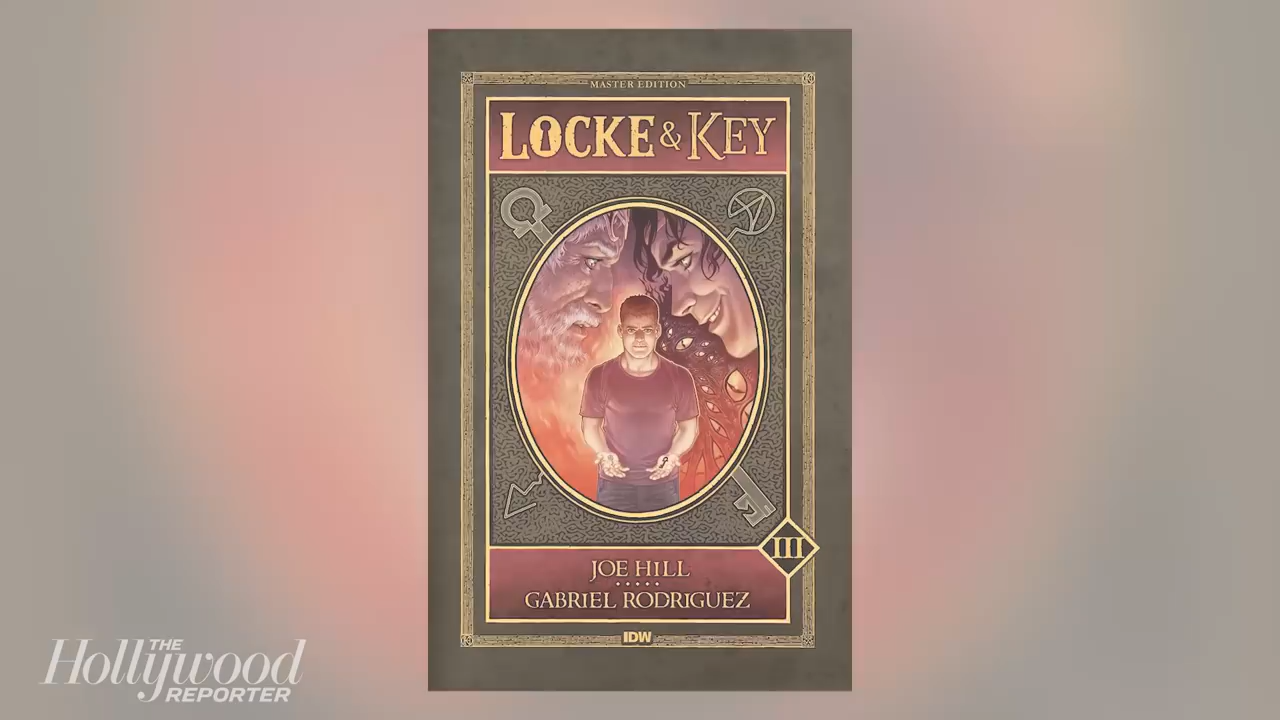 MASTER EDITION
LOCKE & KEY
III
JOE HILL
GABRIEL RODRIGUEZ
IDW
THE
Hollywood
REPORTER